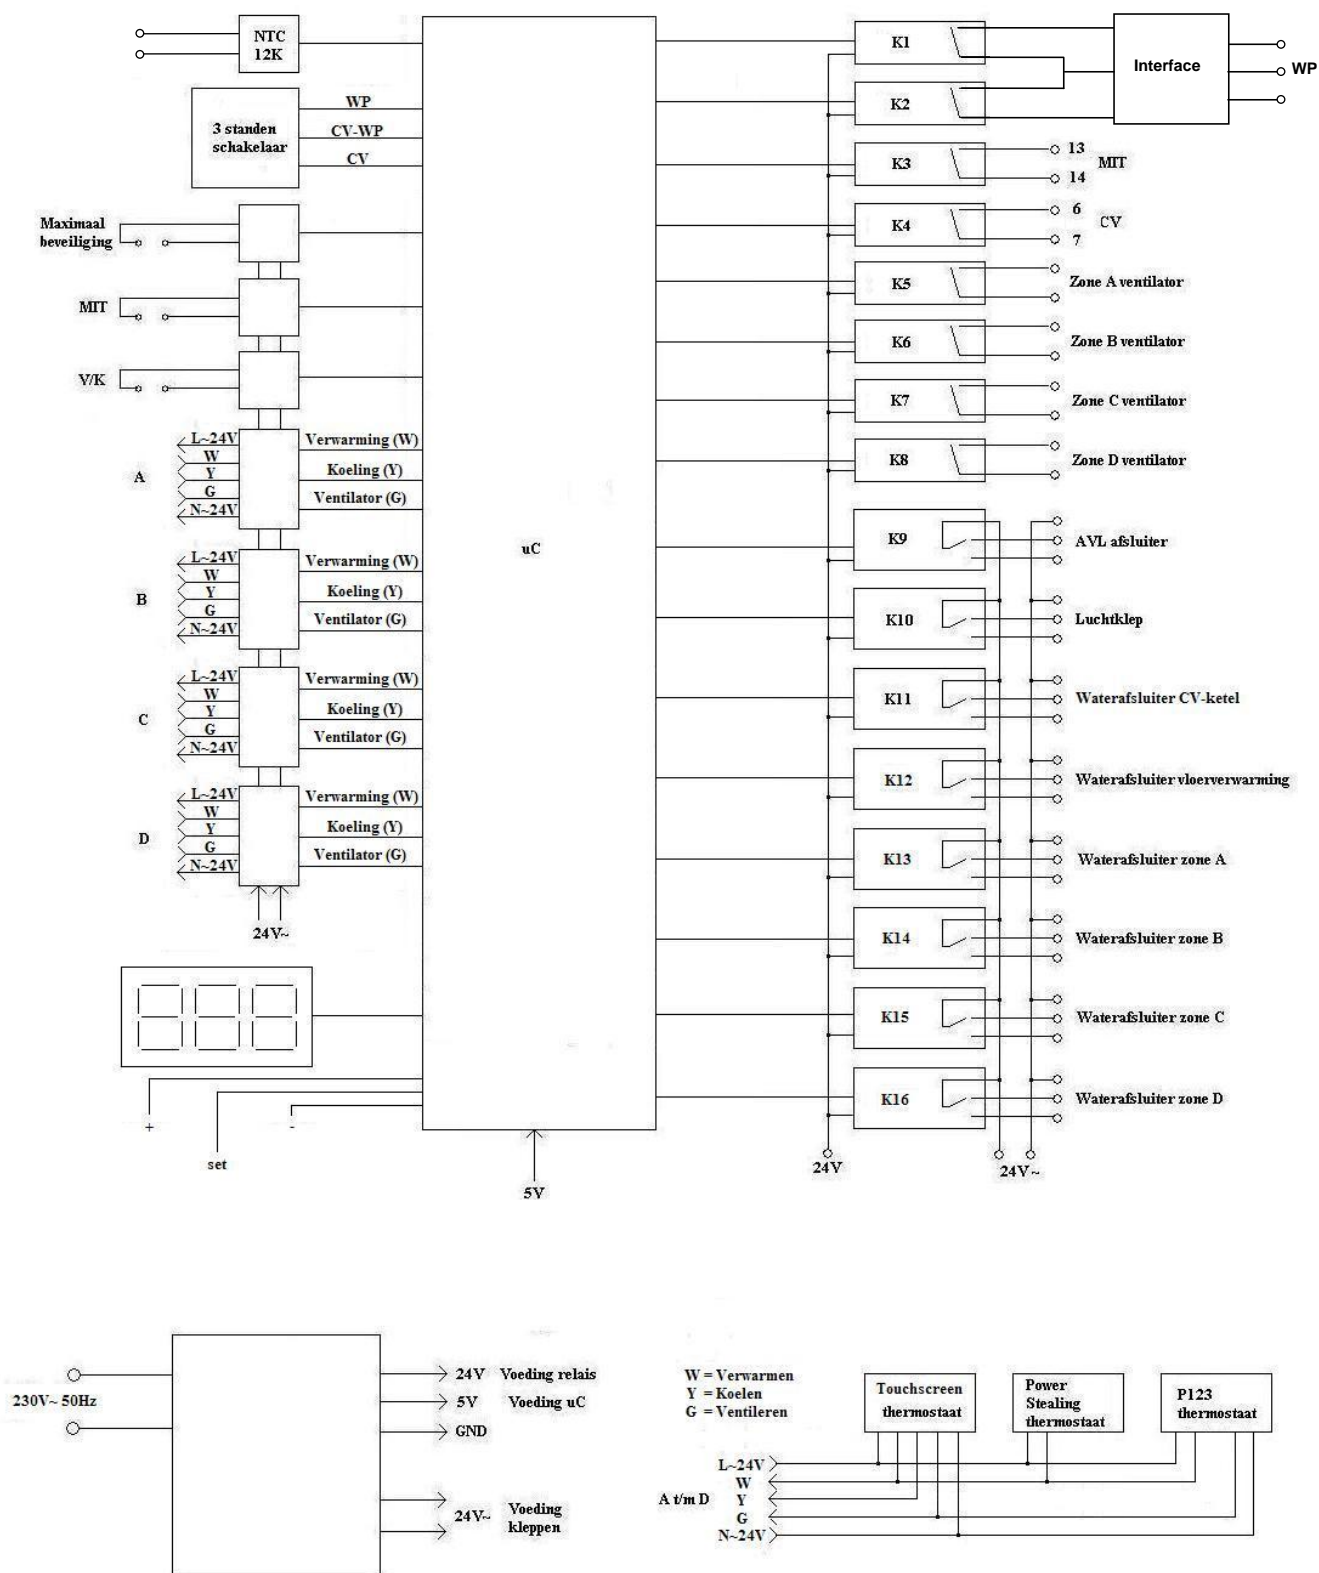 NTC
12K
3 standen
schakelaar
WP
CV-WP
CV
Maximaal
beveiliging
MIT
V/K
A
L~24V
W
Y
G
N~24V
Verwarming (W)
Koeling (Y)
Ventilator (G)
B
L~24V
W
Y
G
N~24V
Verwarming (W)
Koeling (Y)
Ventilator (G)
C
L~24V
W
Y
G
N~24V
Verwarming (W)
Koeling (Y)
Ventilator (G)
D
L~24V
W
Y
G
N~24V
Verwarming (W)
Koeling (Y)
Ventilator (G)
24V~
+
set
-
uC
5V
K1
Interface
WP
K2
K3
13
MIT
14
K4
6
CV
7
K5
Zone A ventilator
K6
Zone B ventilator
K7
Zone C ventilator
K8
Zone D ventilator
K9
AVL afsluiter
K10
Luchtklep
K11
Waterafsluiter CV-ketel
K12
Waterafsluiter vloerverwarming
K13
Waterafsluiter zone A
K14
Waterafsluiter zone B
K15
Waterafsluiter zone C
K16
Waterafsluiter zone D
24V
24V~
230V~ 50Hz
24V Voeding relais
5V Voeding uC
GND
24V~
Voeding
kleppen
W = Verwarmen
Y = Koelen
G = Ventileren
Touchscreen
thermostaat
Power
Stealing
thermostaat
P123
thermostaat
A t/m D
L~24V
W
Y
G
N~24V